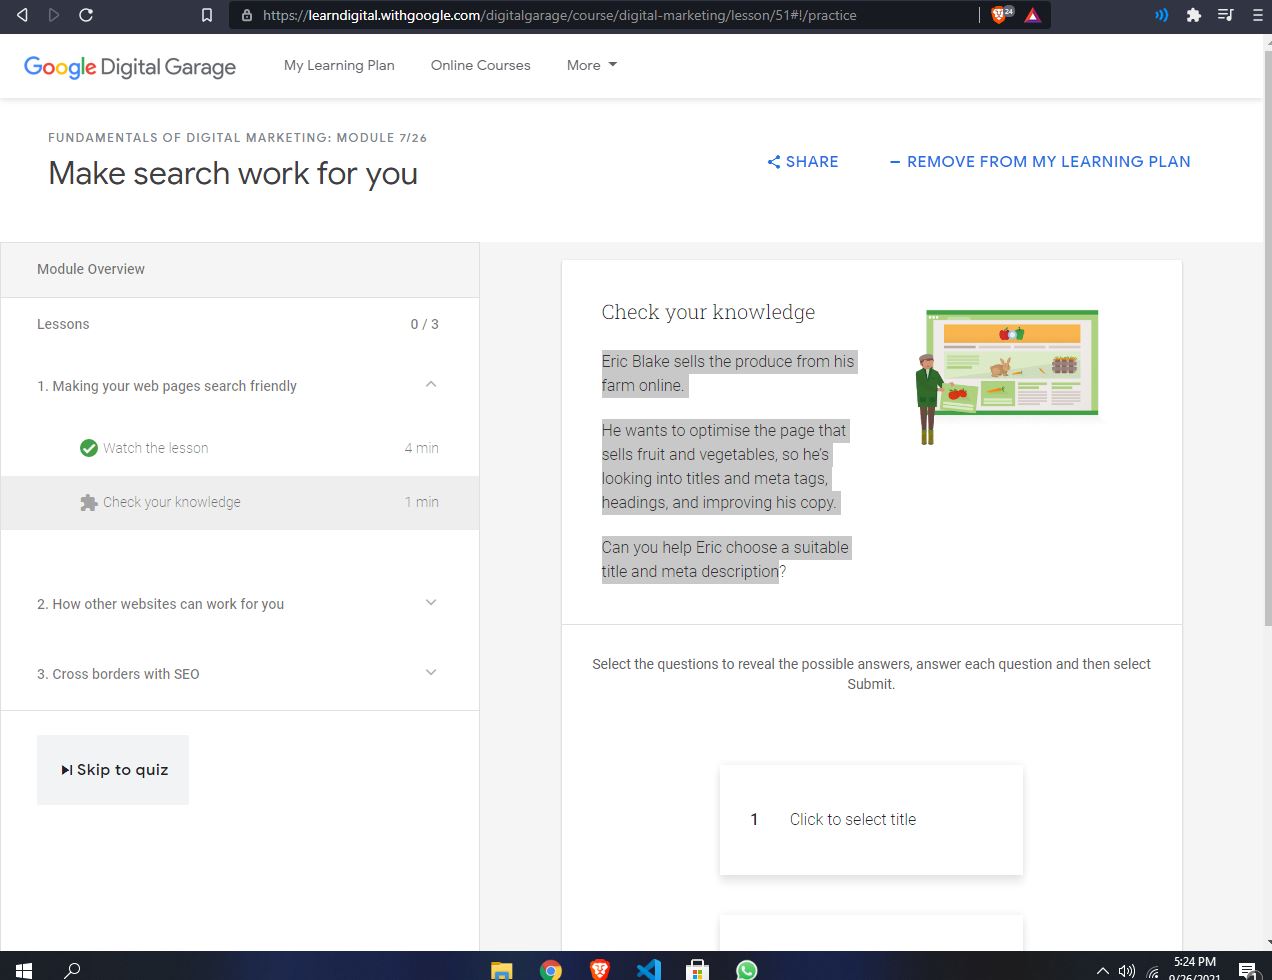 https://learndigital.withgoogle.com/digitalgarage/course/digital-marketing/lesson/51#!/practice
24
Google Digital Garage
My Learning Plan
Online Courses
More
FUNDAMENTALS OF DIGITAL MARKETING: MODULE 7/26
Make search work for you
SHARE
REMOVE FROM MY LEARNING PLAN
Module Overview
Lessons 0 / 3
1. Making your web pages search friendly
Watch the lesson 4 min
Check your knowledge 1 min
2. How other websites can work for you
3. Cross borders with SEO
Skip to quiz
Check your knowledge
Eric Blake sells the produce from his
farm online.
He wants to optimise the page that
sells fruit and vegetables, so he's
looking into titles and meta tags,
headings, and improving his copy.
Can you help Eric choose a suitable
title and meta description?
Select the questions to reveal the possible answers, answer each question and then select
Submit.
1 Click to select title
5:24 PM
9/26/2021
1